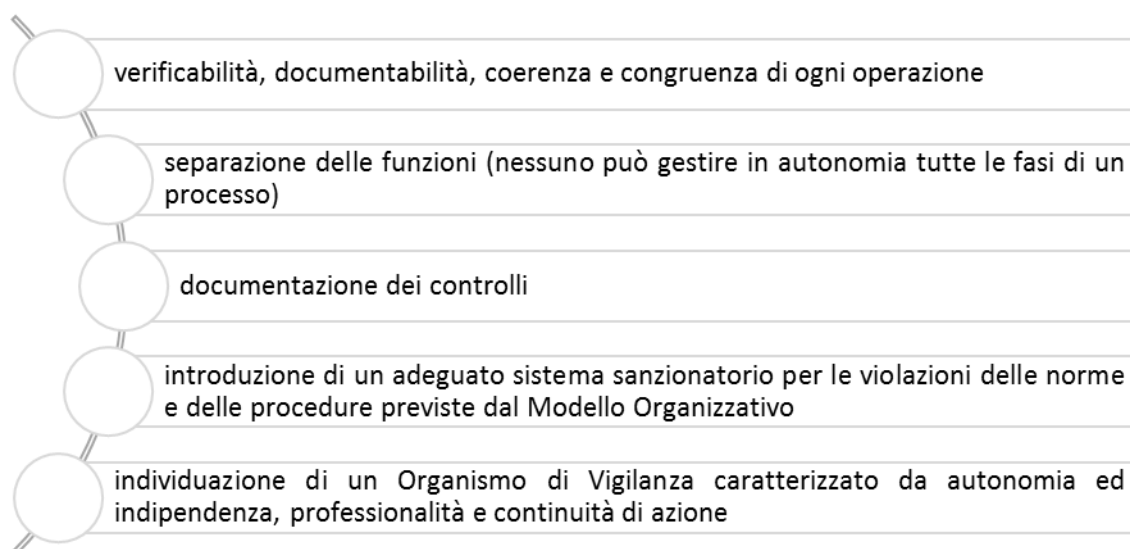 verificabilità, documentabilità, coerenza e congruenza di ogni operazione
separazione delle funzioni (nessuno può gestire in autonomia tutte le fasi di un
processo)
documentazione dei controlli
introduzione di un adeguato sistema sanzionatorio per le violazioni delle norme
e delle procedure previste dal Modello Organizzativo
individuazione di un Organismo di Vigilanza caratterizzato da autonomia ed
indipendenza, professionalità e continuità di azione